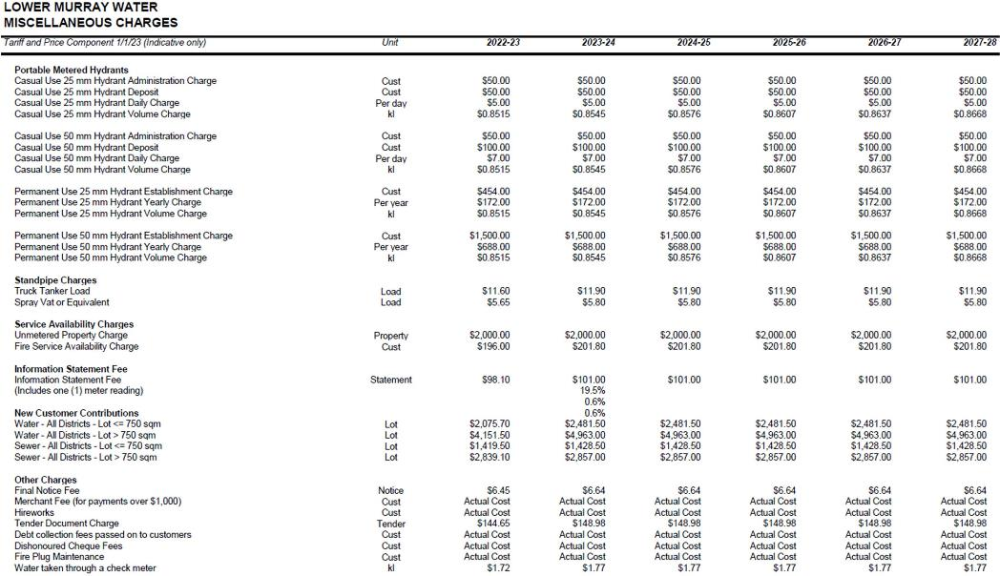 LOWER MURRAY WATER
MISCELLANEOUS CHARGES
Tariff and Price Component 1/1/23 (Indicative only) Unit 2022-23 2023-24 2024-25 2025-26 2026-27 2027-28
Portable Metered Hydrants
Casual Use 25 mm Hydrant Administration Charge Cust $50.00 $50.00 $50.00 $50.00 $50.00 $50.00
Casual Use 25 mm Hydrant Deposit Cust $50.00 $50.00 $50.00 $50.00 $50.00 $50.00
Casual Use 25 mm Hydrant Daily Charge Per day $5.00 $5.00 $5.00 $5.00 $5.00 $5.00
Casual Use 25 mm Hydrant Volume Charge kl $0.8515 $0.8545 $0.8576 $0.8607 $0.8637 $0.8668
Casual Use 50 mm Hydrant Administration Charge Cust $50.00 $50.00 $50.00 $50.00 $50.00 $50.00
Casual Use 50 mm Hydrant Deposit Cust $100.00 $100.00 $100.00 $100.00 $100.00 $100.00
Casual Use 50 mm Hydrant Daily Charge Per day $7.00 $7.00 $7.00 $7.00 $7.00 $7.00
Casual Use 50 mm Hydrant Volume Charge kl $0.8515 $0.8545 $0.8576 $0.8607 $0.8637 $0.8668
Permanent Use 25 mm Hydrant Establishment Charge Cust $454.00 $454.00 $454.00 $454.00 $454.00 $454.00
Permanent Use 25 mm Hydrant Yearly Charge Per year $172.00 $172.00 $172.00 $172.00 $172.00 $172.00
Permanent Use 25 mm Hydrant Volume Charge kl $0.8515 $0.8545 $0.8576 $0.8607 $0.8637 $0.8668
Permanent Use 50 mm Hydrant Establishment Charge Cust $1,500.00 $1,500.00 $1,500.00 $1,500.00 $1,500.00 $1,500.00
Permanent Use 50 mm Hydrant Yearly Charge Per year $688.00 $688.00 $688.00 $688.00 $688.00 $688.00
Permanent Use 50 mm Hydrant Volume Charge kl $0.8515 $0.8545 $0.8576 $0.8607 $0.8637 $0.8668
Standpipe Charges
Truck Tanker Load Load $11.60 $11.90 $11.90 $11.90 $11.90 $11.90
Spray Vat or Equivalent Load $5.65 $5.80 $5.80 $5.80 $5.80 $5.80
Service Availability Charges
Unmetered Property Charge Property $2,000.00 $2,000.00 $2,000.00 $2,000.00 $2,000.00 $2,000.00
Fire Service Availability Charge Cust $196.00 $201.80 $201.80 $201.80 $201.80 $201.80
Information Statement Fee
Information Statement Fee Statement $98.10 $101.00 $101.00 $101.00 $101.00 $101.00
(Includes one (1) meter reading) 19.5%
0.6%
New Customer Contributions 0.6%
Water - All Districts - Lot <= 750 sqm Lot $2,075.70 $2,481.50 $2,481.50 $2,481.50 $2,481.50 $2,481.50
Water - All Districts - Lot > 750 sqm Lot $4,151.50 $4,963.00 $4,963.00 $4,963.00 $4,963.00 $4,963.00
Sewer - All Districts - Lot <= 750 sqm Lot $1,419.50 $1,428.50 $1,428.50 $1,428.50 $1,428.50 $1,428.50
Sewer - All Districts - Lot > 750 sqm Lot $2,839.10 $2,857.00 $2,857.00 $2,857.00 $2,857.00 $2,857.00
Other Charges
Final Notice Fee Notice $6.45 $6.64 $6.64 $6.64 $6.64 $6.64
Merchant Fee (for payments over $1,000) Cust Actual Cost Actual Cost Actual Cost Actual Cost Actual Cost Actual Cost
Hireworks Cust Actual Cost Actual Cost Actual Cost Actual Cost Actual Cost Actual Cost
Tender Document Charge Tender $144.65 $148.98 $148.98 $148.98 $148.98 $148.98
Debt collection fees passed on to customers Cust Actual Cost Actual Cost Actual Cost Actual Cost Actual Cost Actual Cost
Dishonoured Cheque Fees Cust Actual Cost Actual Cost Actual Cost Actual Cost Actual Cost Actual Cost
Fire Plug Maintenance Cust Actual Cost Actual Cost Actual Cost Actual Cost Actual Cost Actual Cost
Water taken through a check meter kl $1.72 $1.77 $1.77 $1.77 $1.77 $1.77